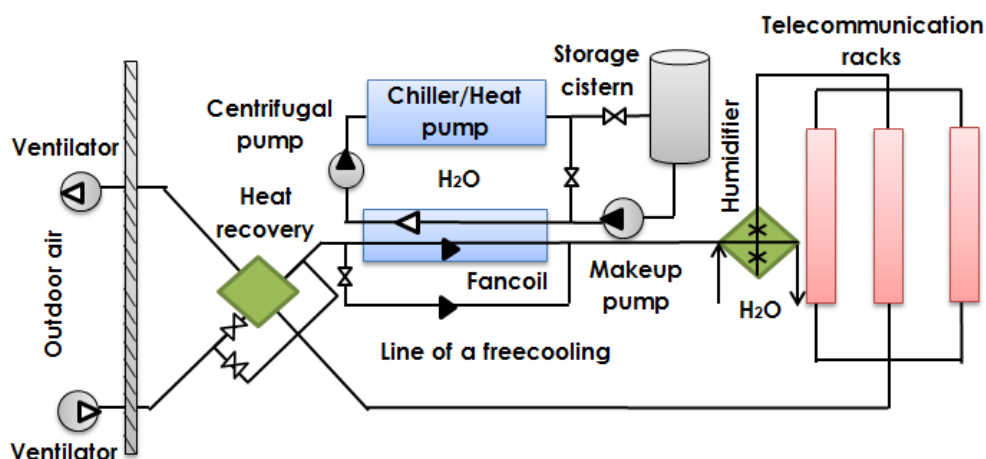 Telecommunication
racks
Storage
cistern
Chiller/Heat
pump
Centrifugal
pump
Ventilator
H2O
Humidifier
Heat
recovery
Outdoor air
Fancoil
Makeup
pump
H2O
Line of a freecooling
Ventilator